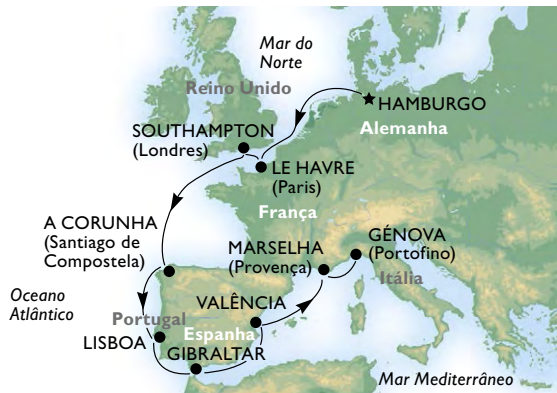 Mar do
Norte
Reino Unido
HAMBURGO
Alemanha
SOUTHAMPTON
(Londres)
LE HAVRE
(Paris)
França
A CORUNHA
(Santiago de
Compostela)
MARSELHA
(Provença)
GÉNOVA
(Portofino)
Itália
Oceano
Atlântico
VALÊNCIA
Portugal
Espanha
LISBOA
GIBRALTAR
Mar Mediterrâneo